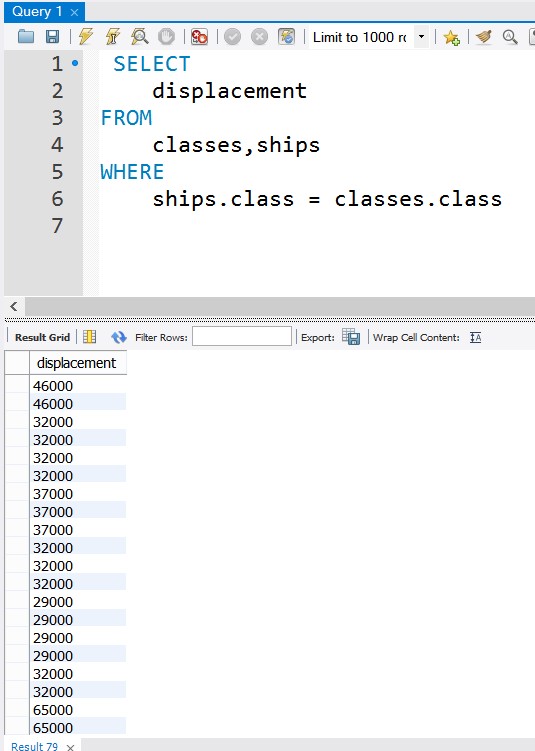 Query 1 ×
Limit to 1000 rc
1 SELECT
2 displacement
3 FROM
4 classes,ships
5 WHERE
6 ships.class = classes.class
7
Result Grid Filter Rows: Export: Wrap Cell Content:
displacement
46000
46000
32000
32000
32000
32000
37000
37000
37000
32000
32000
32000
29000
29000
29000
29000
32000
32000
65000
65000
Result 79 ×